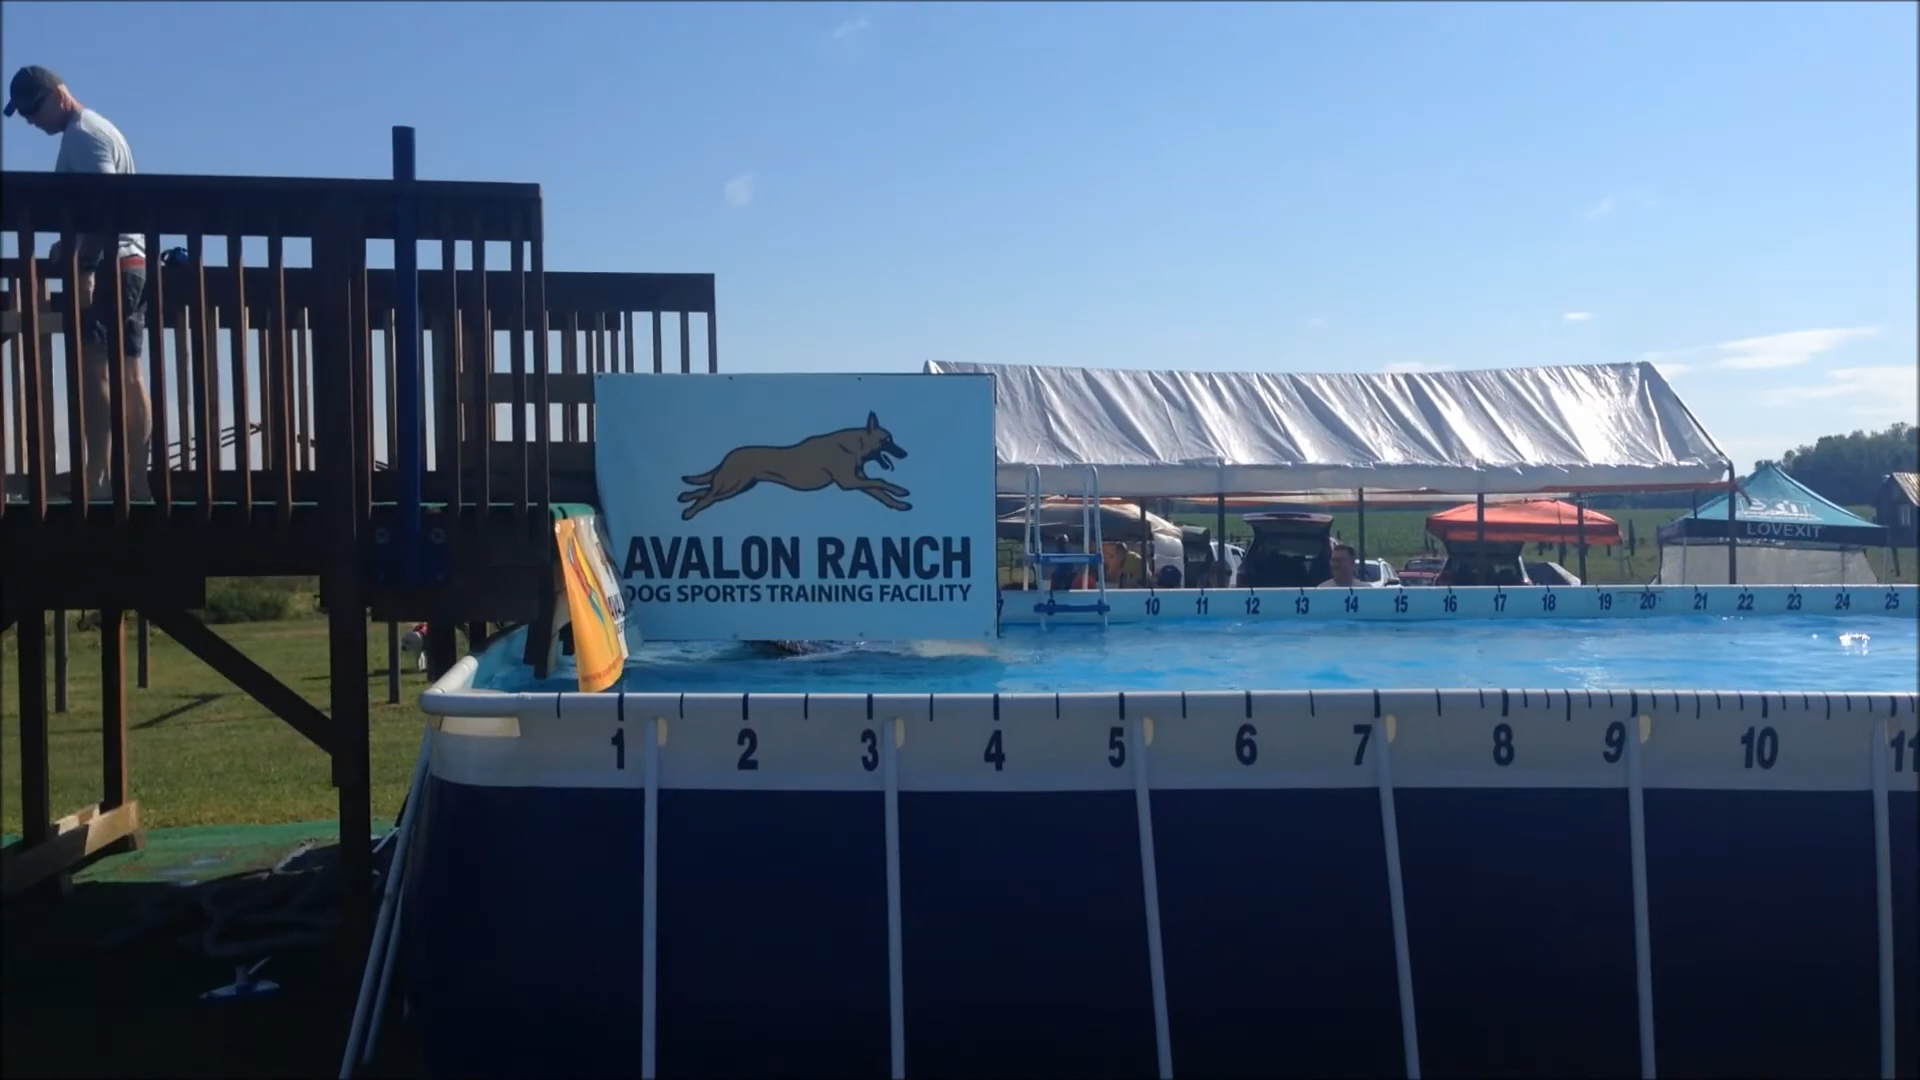 AVALON RANCH
DOG SPORTS TRAINING FACILITY
LOVEXIT
10 11 12 13 14 15 16 17 18 19 20 21 22 23 24 25
1 2 3 4 5 6 7 8 9 10 11